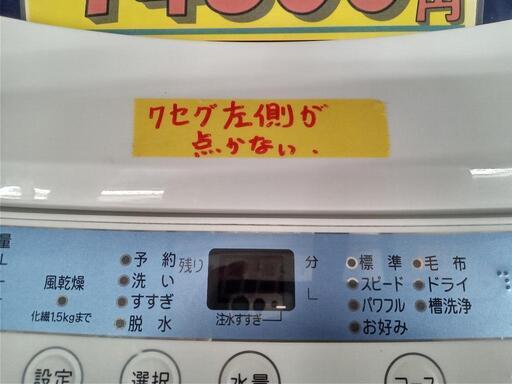 円
7セグ左側が
点かない.
量
L
風乾燥
化繊1.5kgまで
予約
洗い
すすぎ
脱水
残り
分
L
注水すすぎ
標準
スピード
パワフル
お好み
毛布
ドライ
槽洗浄
設定
選択
水量
コース